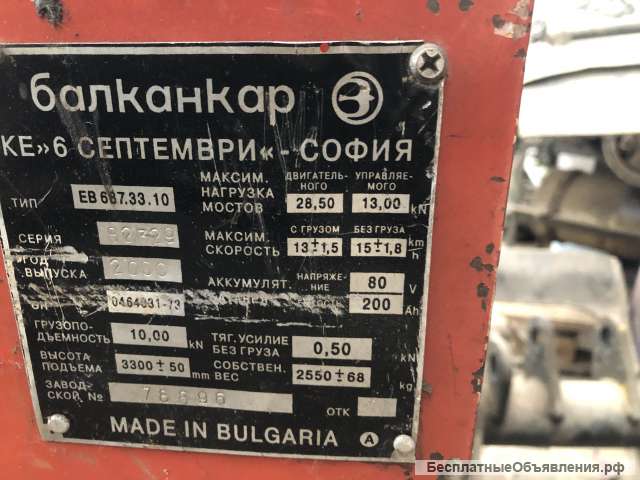 балканкар
КЕ»6 СЕПТЕМВРИ«-СОФИЯ
ТИП ЕВ 687.33.10
СЕРИЯ
ГОД ВЫПУСКА 2000
0464031-73
ГРУЗОПО-
ДЪЕМНОСТЬ 10,00 kN
ВЫСОТА
ПОДЪЕМА 3300±50 mm
ЗАВОД-
СКОЙ. № 78696
МАКСИМ.
НАГРУЗКА
МОСТОВ
ДВИГАТЕЛЬ-
НОГО 28,50
УПРАВЛЯЕ-
МОГО 13,00 kN
МАКСИМ.
СКОРОСТЬ
С ГРУЗОМ 13±1,5
БЕЗ ГРУЗА 15±1,8 km/h
АККУМУЛЯТ.
НАПРЯЖЕ-
НИЕ 80 V
200 Ah
ТЯГ. УСИЛИЕ
БЕЗ ГРУЗА 0,50 kN
СОБСТВЕН.
ВЕС 2550±68 kg
ОТК
MADE IN BULGARIA A
БесплатныеОбъявления.рф